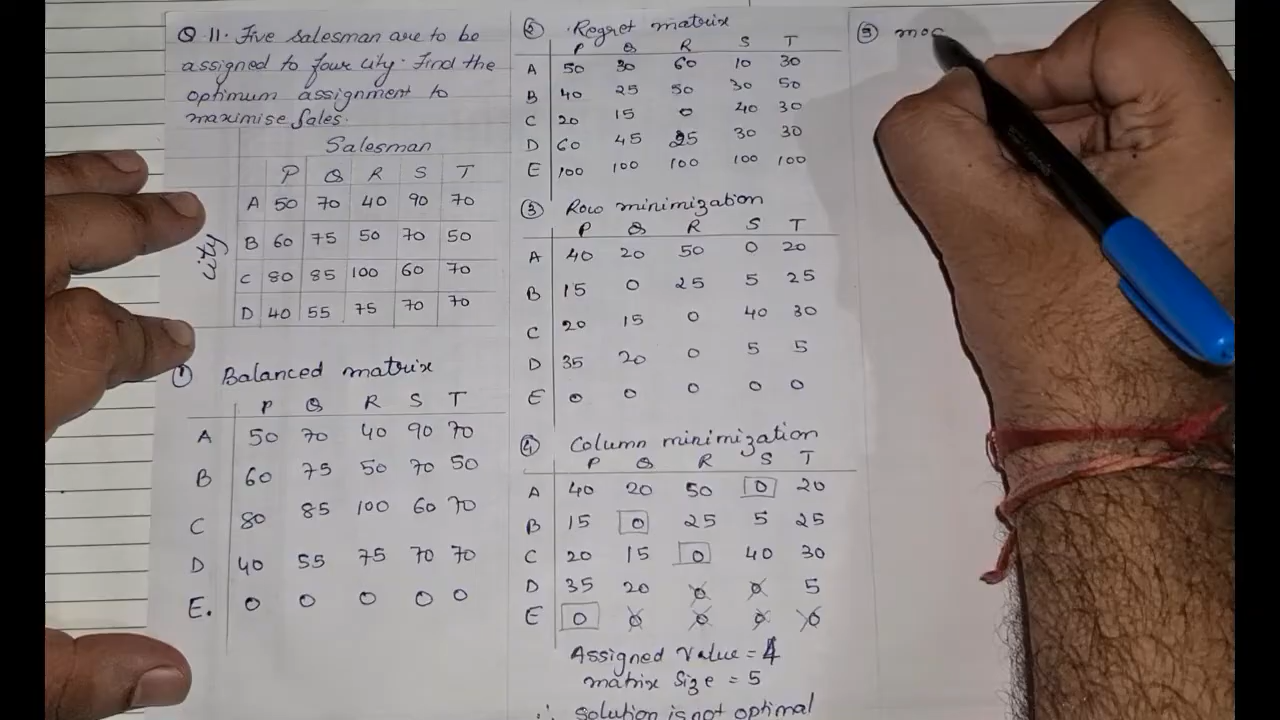 Q.11. Five salesman are to be
assigned to four city. Find the
optimum assignment to
maximise sales.
Salesman
P Q R S T
city
A 50 70 40 90 70
B 60 75 50 70 50
C 80 85 100 60 70
D 40 55 75 70 70
① Balanced matrix
P Q R S T
A 50 70 40 90 70
B 60 75 50 70 50
C 80 85 100 60 70
D 40 55 75 70 70
E. 0 0 0 0 0
② Regret matrix
P Q R S T
A 50 30 60 10 30
B 40 25 50 30 50
C 20 15 0 40 30
D 60 45 25 30 30
E 100 100 100 100 100
③ Row minimization
P Q R S T
A 40 20 50 0 20
B 15 0 25 5 25
C 20 15 0 40 30
D 35 20 0 5 5
E 0 0 0 0 0
④ Column minimization
P Q R S T
A 40 20 50 0 20
B 15 0 25 5 25
C 20 15 0 40 30
D 35 20 0 0 5
E 0 0 0 0 0
Assigned Value = 4
matrix Size = 5
∴ Solution is not optimal
⑤ mo